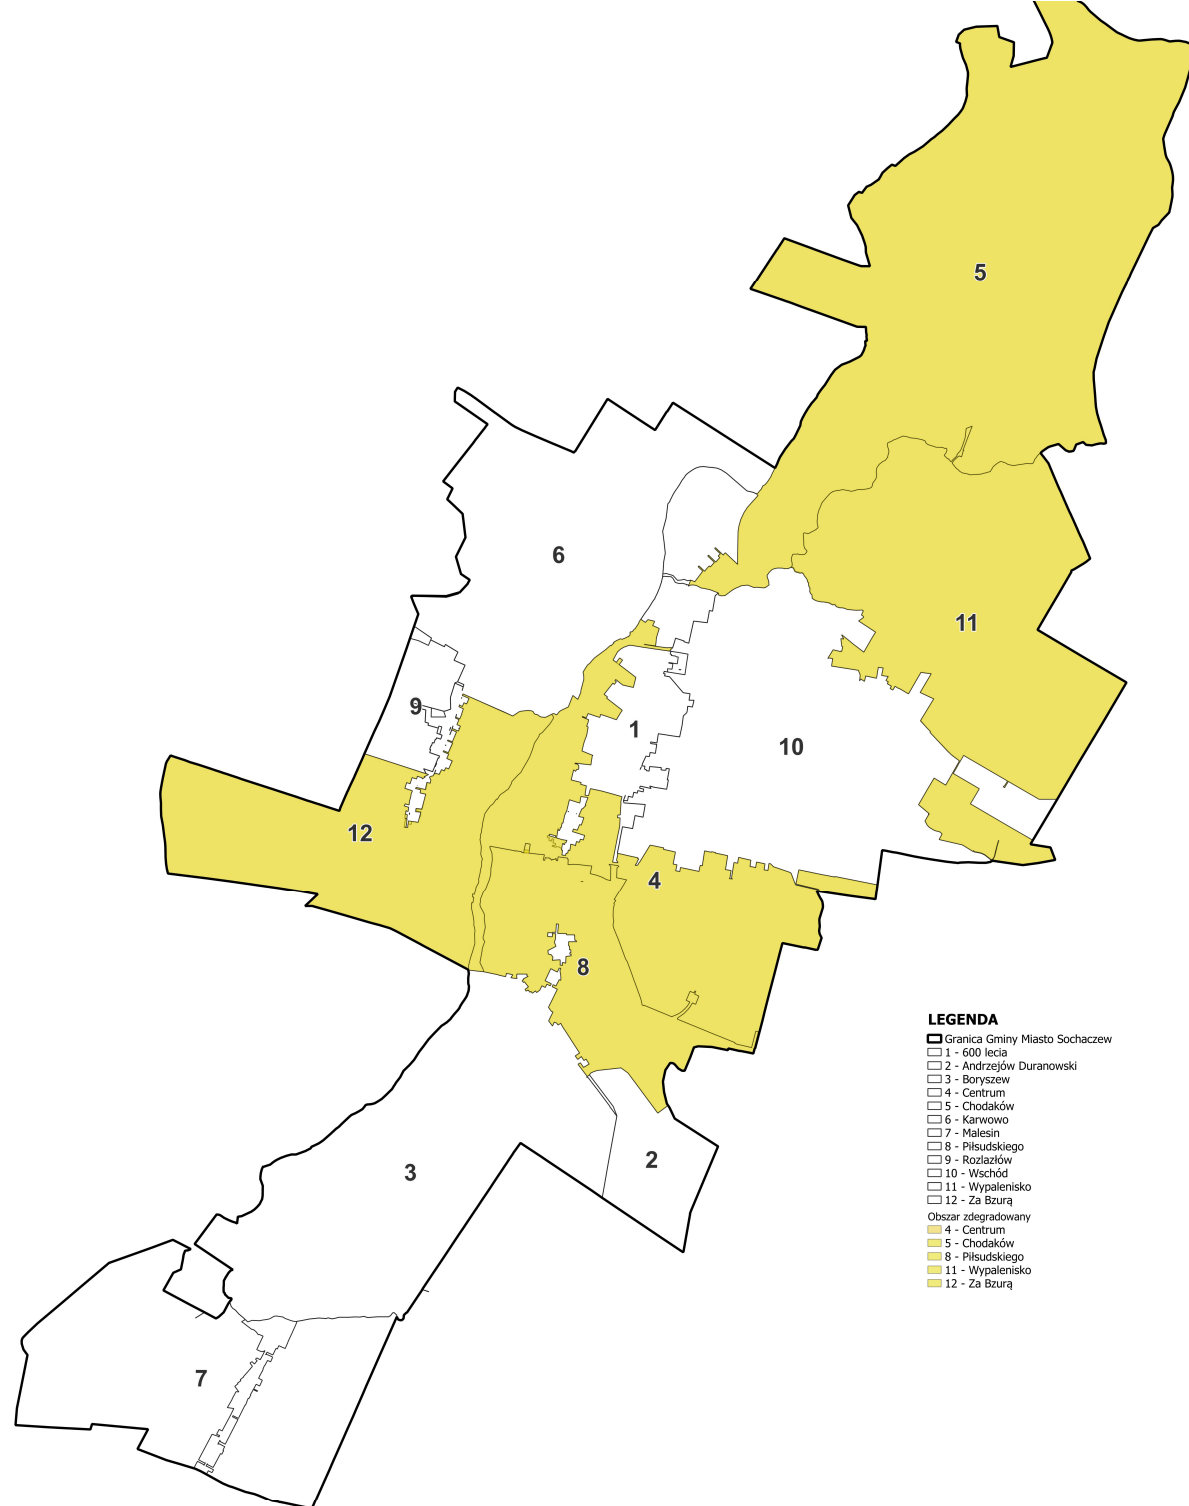 5
6
11
9
1
10
12
4
8
LEGENDA
Granica Gminy Miasto Sochaczew
1 - 600 lecia
2 - Andrzejów Duranowski
3 - Boryszew
4 - Centrum
5 - Chodaków
6 - Karwowo
7 - Malesin
8 - Piłsudskiego
9 - Rozlazłów
10 - Wschód
11 - Wypalenisko
12 - Za Bzurą
Obszar zdegradowany
4 - Centrum
5 - Chodaków
8 - Piłsudskiego
11 - Wypalenisko
12 - Za Bzurą
2
3
7